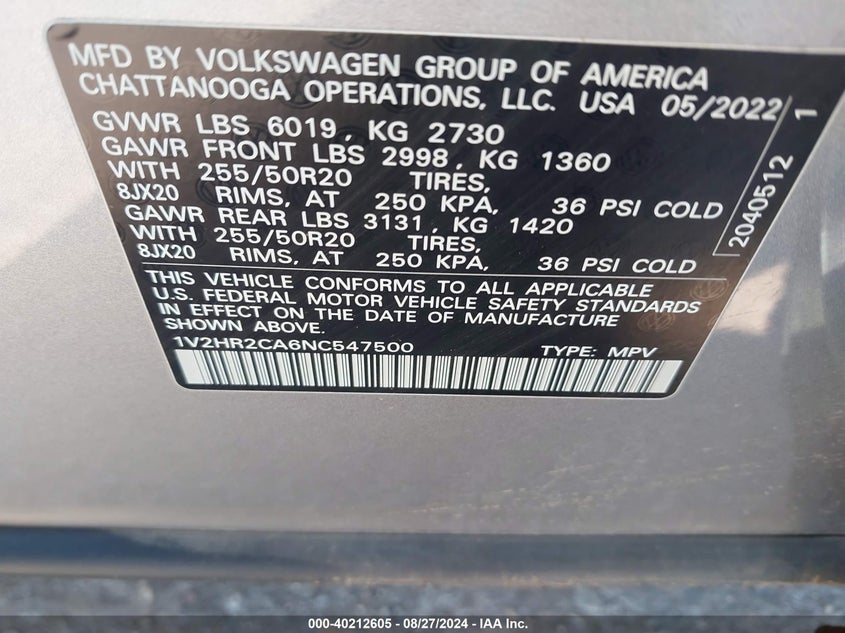 MFD BY VOLKSWAGEN GROUP OF AMERICA
CHATTANOOGA OPERATIONS, LLC. USA 05/2022
GVWR LBS 6019 KG 2730
GAWR FRONT LBS 2998, KG 1360
WITH 255/50R20 TIRES,
8JX20 RIMS, AT 250 KPA, 36 PSI COLD
GAWR REAR LBS 3131, KG 1420
WITH 255/50R20 TIRES,
8JX20 RIMS, AT 250 KPA, 36 PSI COLD
THIS VEHICLE CONFORMS TO ALL APPLICABLE
U.S. FEDERAL MOTOR VEHICLE SAFETY STANDARDS
IN EFFECT ON THE DATE OF MANUFACTURE
SHOWN ABOVE.
1V2HR2CA6NC547500 TYPE: MPV
2040512 1
000-40212605 - 08/27/2024 - IAA Inc.